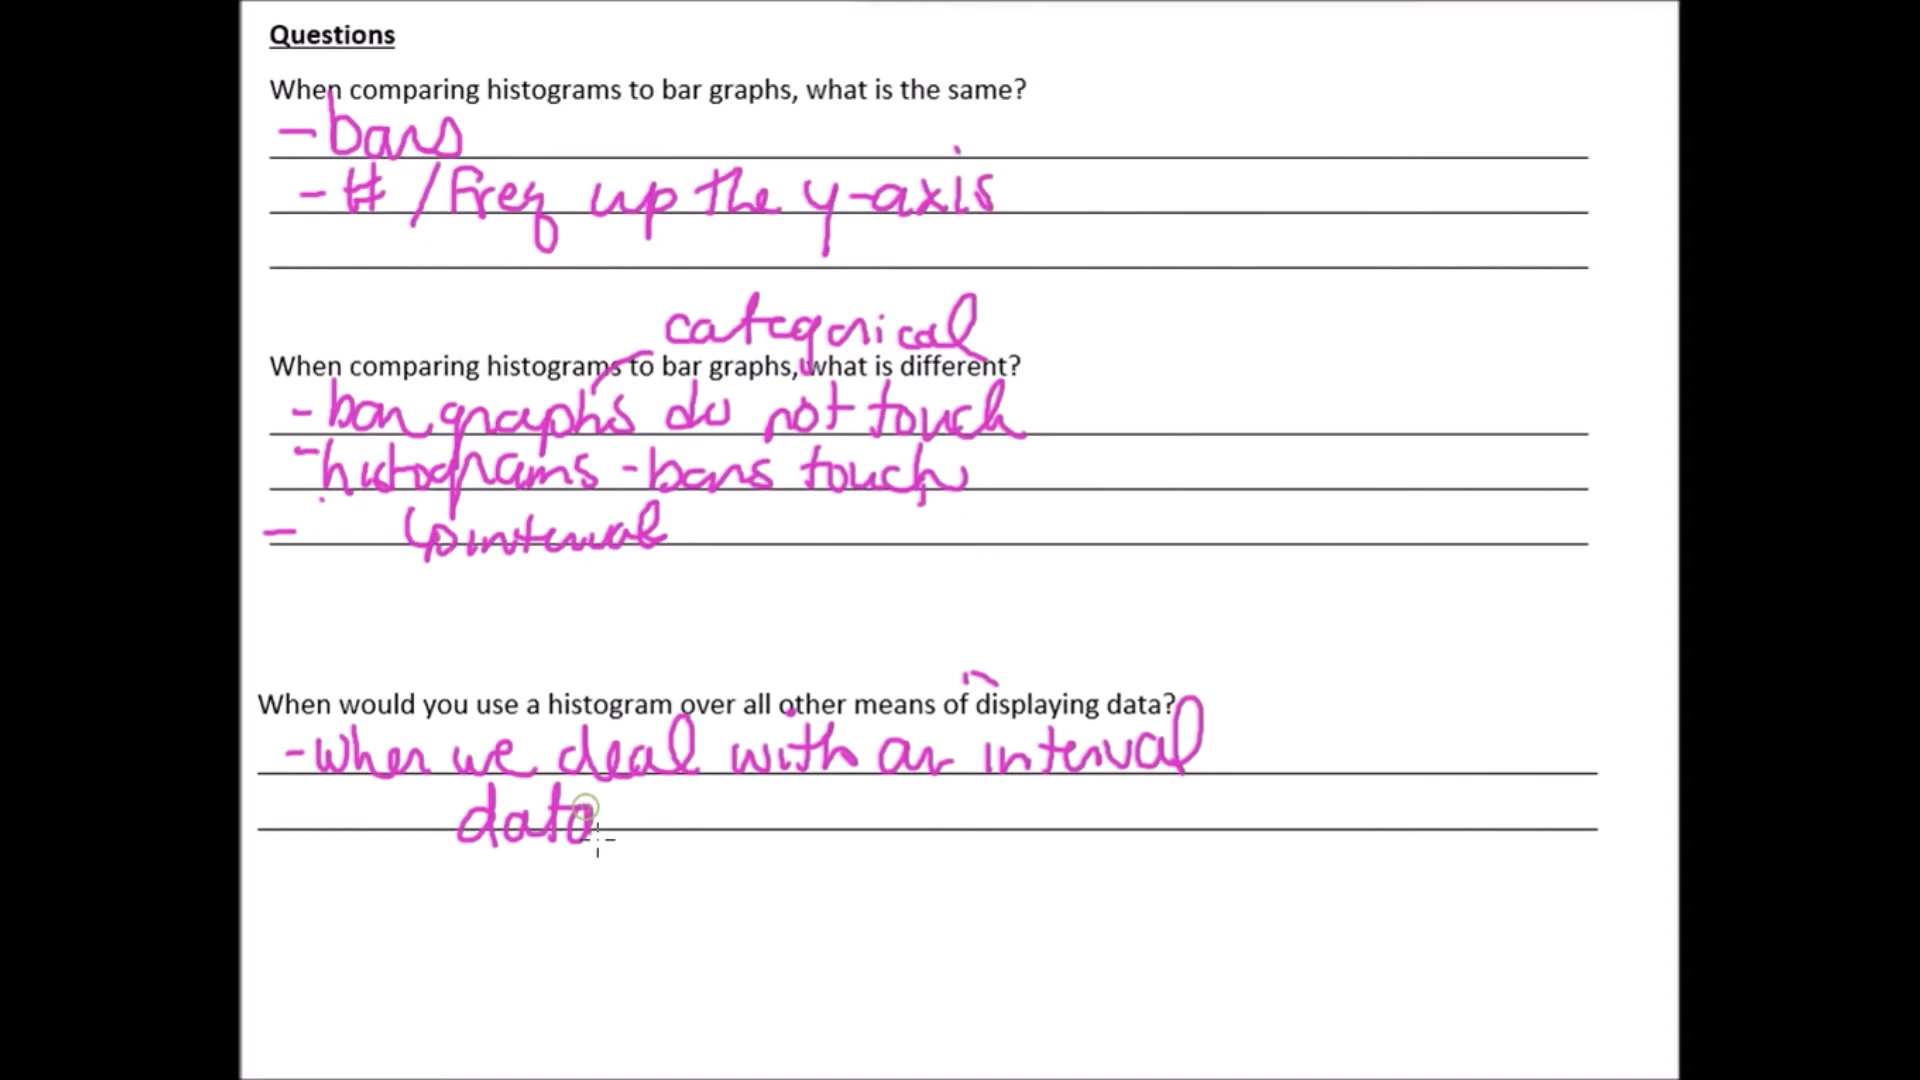 Questions
When comparing histograms to bar graphs, what is the same?
- bars
- # / Freq up the y-axis
categorical
When comparing histograms to bar graphs, what is different?
- bar graphs do not touch
- histograms - bars touch
- ↳ interval
When would you use a histogram over all other means of displaying data?
- when we deal with an interval
data